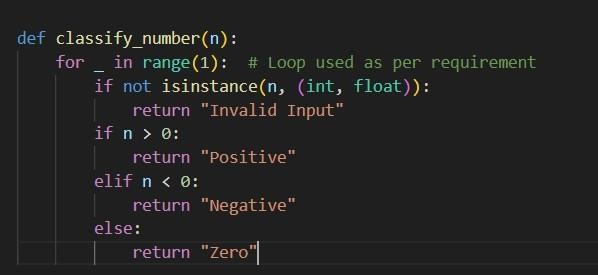 def classify_number(n):
    for _ in range(1):  # Loop used as per requirement
        if not isinstance(n, (int, float)):
            return "Invalid Input"
        if n > 0:
            return "Positive"
        elif n < 0:
            return "Negative"
        else:
            return "Zero"